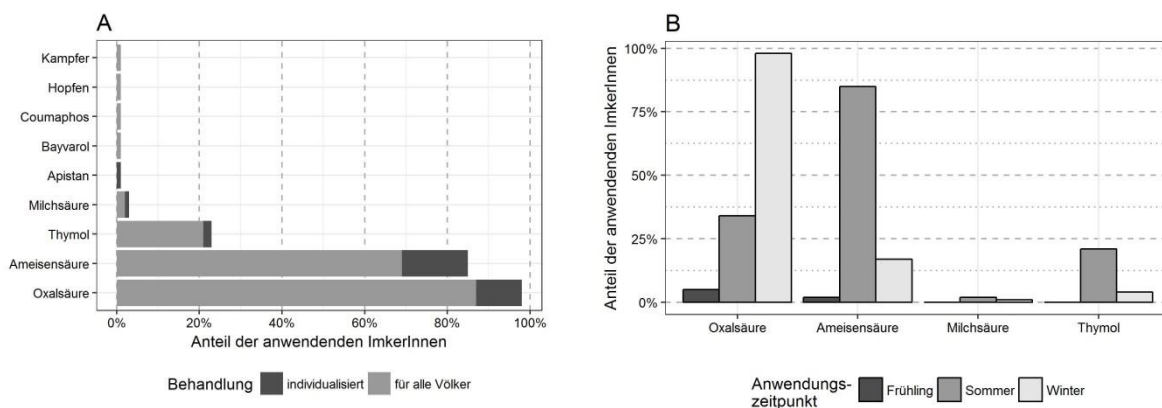 A
Kampfer
Hopfen
Coumaphos
Bayvarol
Apistan
Milchsäure
Thymol
Ameisensäure
Oxalsäure
0% 20% 40% 60% 80% 100%
Anteil der anwendenden ImkerInnen
Behandlung individualisiert für alle Völker
B
Anteil der anwendenden ImkerInnen
100%
75%
50%
25%
0%
Oxalsäure Ameisensäure Milchsäure Thymol
Anwendungs-
zeitpunkt Frühling Sommer Winter